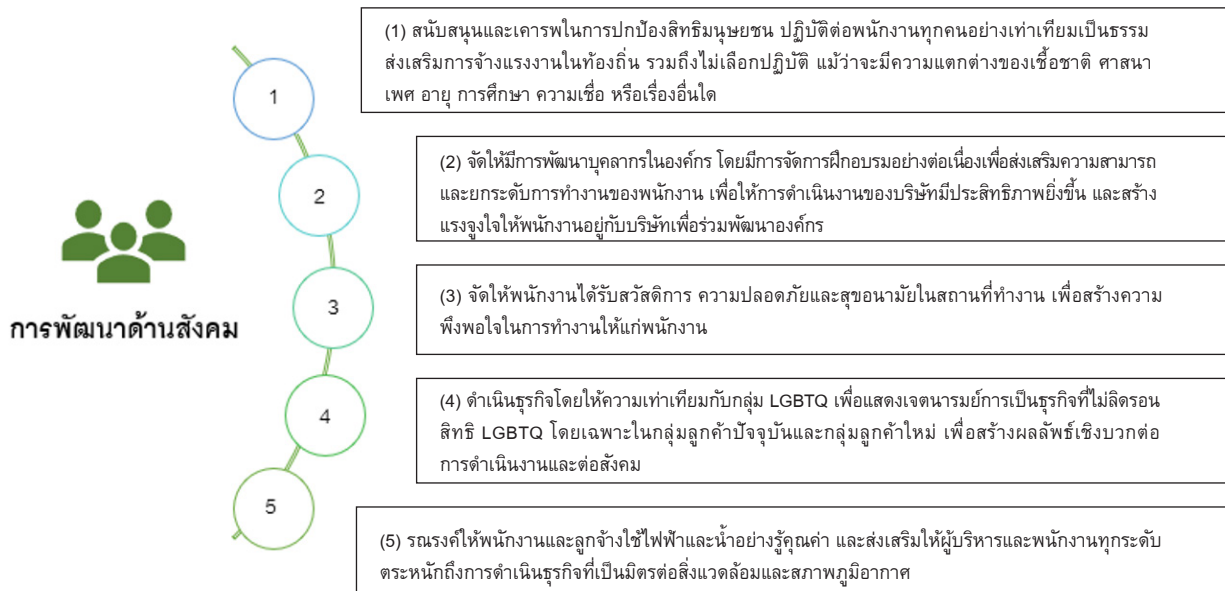 การพัฒนาด้านสังคม
1
(1) สนับสนุนและเคารพในการปกป้องสิทธิมนุษยชน ปฏิบัติต่อพนักงานทุกคนอย่างเท่าเทียมเป็นธรรม
ส่งเสริมการจ้างแรงงานในท้องถิ่น รวมถึงไม่เลือกปฏิบัติ แม้ว่าจะมีความแตกต่างของเชื้อชาติ ศาสนา
เพศ อายุ การศึกษา ความเชื่อ หรือเรื่องอื่นใด
2
(2) จัดให้มีการพัฒนาบุคลากรในองค์กร โดยมีการจัดการฝึกอบรมอย่างต่อเนื่องเพื่อส่งเสริมความสามารถ
และยกระดับการทำงานของพนักงาน เพื่อให้การดำเนินงานของบริษัทมีประสิทธิภาพยิ่งขึ้น และสร้าง
แรงจูงใจให้พนักงานอยู่กับบริษัทเพื่อร่วมพัฒนาองค์กร
3
(3) จัดให้พนักงานได้รับสวัสดิการ ความปลอดภัยและสุขอนามัยในสถานที่ทำงาน เพื่อสร้างความ
พึงพอใจในการทำงานให้แก่พนักงาน
4
(4) ดำเนินธุรกิจโดยให้ความเท่าเทียมกับกลุ่ม LGBTQ เพื่อแสดงเจตนารมย์การเป็นธุรกิจที่ไม่ลิดรอน
สิทธิ LGBTQ โดยเฉพาะในกลุ่มลูกค้าปัจจุบันและกลุ่มลูกค้าใหม่ เพื่อสร้างผลลัพธ์เชิงบวกต่อ
การดำเนินงานและต่อสังคม
5
(5) รณรงค์ให้พนักงานและลูกจ้างใช้ไฟฟ้าและน้ำอย่างรู้คุณค่า และส่งเสริมให้ผู้บริหารและพนักงานทุกระดับ
ตระหนักถึงการดำเนินธุรกิจที่เป็นมิตรต่อสิ่งแวดล้อมและสภาพภูมิอากาศ